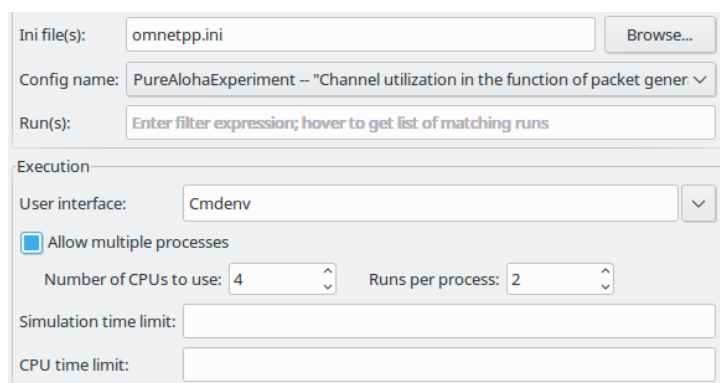 Ini file(s): omnetpp.ini Browse...
Config name: PureAlohaExperiment -- "Channel utilization in the function of packet gener
Run(s): Enter filter expression; hover to get list of matching runs
Execution
User interface: Cmdenv
Allow multiple processes
Number of CPUs to use: 4 Runs per process: 2
Simulation time limit:
CPU time limit: